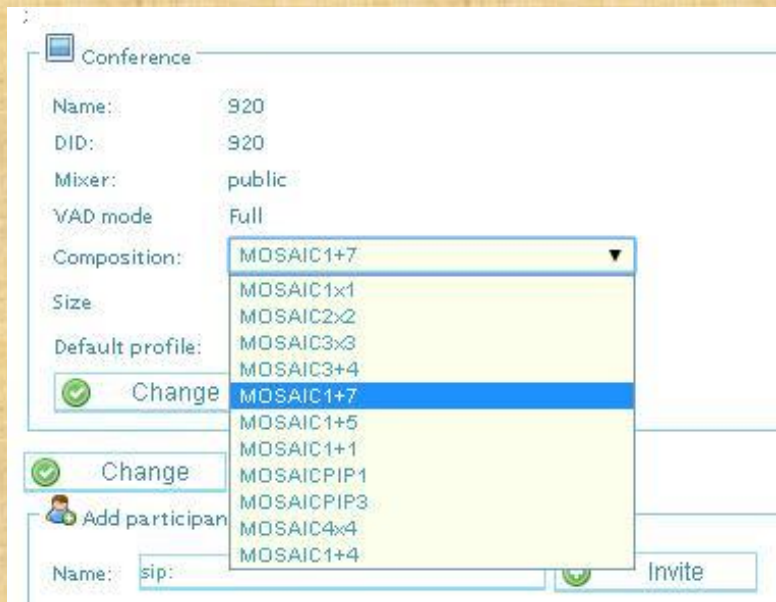 ;
Conference
Name: 920
DID: 920
Mixer: public
VAD mode Full
Composition: MOSAIC1+7
Size
Default profile:
Change
MOSAIC1x1
MOSAIC2x2
MOSAIC3x3
MOSAIC3+4
MOSAIC1+7
MOSAIC1+5
MOSAIC1+1
MOSAICPIP1
MOSAICPIP3
MOSAIC4x4
MOSAIC1+4
Change
Add participan
Name: sip: Invite